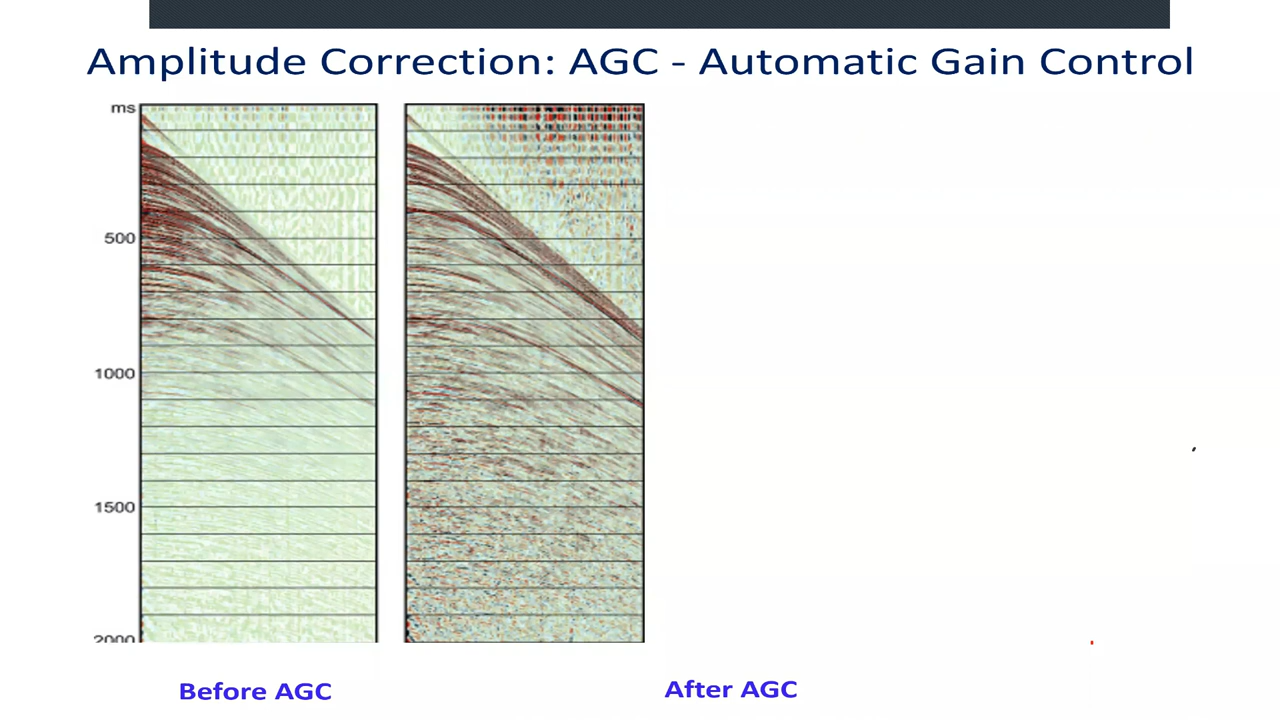 Amplitude Correction: AGC - Automatic Gain Control
ms
500
1000
1500
2000
Before AGC
After AGC